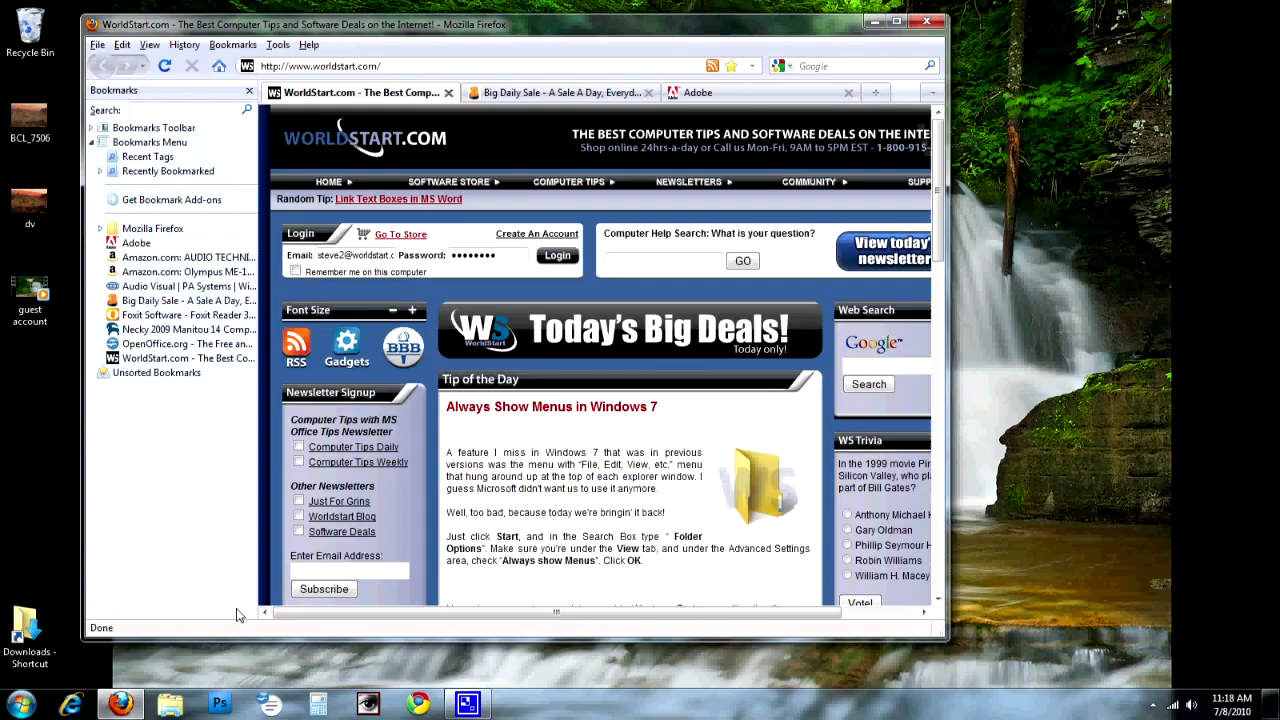 WorldStart.com - The Best Computer Tips and Software Deals on the Internet! - Mozilla Firefox
Recycle Bin
File Edit View History Bookmarks Tools Help
http://www.worldstart.com/
Google
Bookmarks
WorldStart.com - The Best Comp...
Big Daily Sale - A Sale A Day, Everyd...
Adobe
Search:
Bookmarks Toolbar
Bookmarks Menu
Recent Tags
Recently Bookmarked
Get Bookmark Add-ons
Mozilla Firefox
Adobe
Amazon.com: AUDIO TECHNI...
Amazon.com: Olympus ME-1...
Audio Visual | PA Systems | Wi...
Big Daily Sale - A Sale A Day, E...
Foxit Software - Foxit Reader 3...
Necky 2009 Manitou 14 Comp...
OpenOffice.org - The Free an...
WorldStart.com - The Best Co...
Unsorted Bookmarks
BCL_7506
dv
guest
account
Downloads -
Shortcut
WORLDSTART.COM
THE BEST COMPUTER TIPS AND SOFTWARE DEALS ON THE INTE
Shop online 24hrs-a-day or Call us Mon-Fri, 9AM to 5PM EST - 1-800-915-
HOME SOFTWARE STORE COMPUTER TIPS NEWSLETTERS COMMUNITY SUPP
Random Tip: Link Text Boxes in MS Word
Login Go To Store Create An Account
Email: steve2@worldstart.c Password: •••••••• Login
Remember me on this computer
Computer Help Search: What is your question?
GO
View today'
newsletter
Font Size - +
RSS
Gadgets
BBB
WS
WorldStart
Today's Big Deals!
Today only!
Web Search
Google™
Search
Newsletter Signup
Computer Tips with MS
Office Tips Newsletter
Computer Tips Daily
Computer Tips Weekly
Other Newsletters
Just For Grins
Worldstart Blog
Software Deals
Enter Email Address:
Subscribe
Tip of the Day
Always Show Menus in Windows 7
A feature I miss in Windows 7 that was in previous
versions was the menu with “File, Edit, View, etc.” menu
that hung around up at the top of each explorer window. I
guess Microsoft didn't want us to use it anymore.
Well, too bad, because today we're bringin' it back!
Just click Start, and in the Search Box type “ Folder
Options”. Make sure you're under the View tab, and under the Advanced Settings
area, check “Always show Menus”. Click OK.
WS Trivia
In the 1999 movie Pir
Silicon Valley, who pla
part of Bill Gates?
Anthony Michael H
Gary Oldman
Phillip Seymour H
Robin Williams
William H. Macey
Vote!
Done
Ps
11:18 AM
7/8/2010